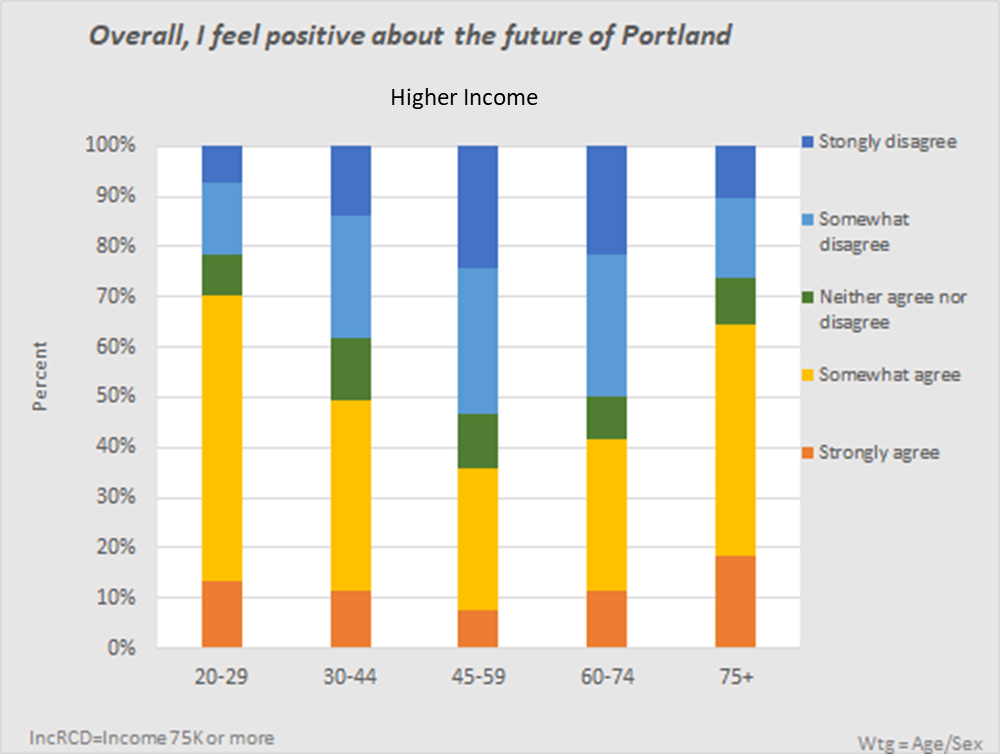 Overall, I feel positive about the future of Portland
Higher Income
100%
90%
80%
70%
60%
50%
40%
30%
20%
10%
0%
Percent
20-29
30-44
45-59
60-74
75+
Stongly disagree
Somewhat
disagree
Neither agree nor
disagree
Somewhat agree
Strongly agree
IncRCD=Income 75K or more
Wtg = Age/Sex